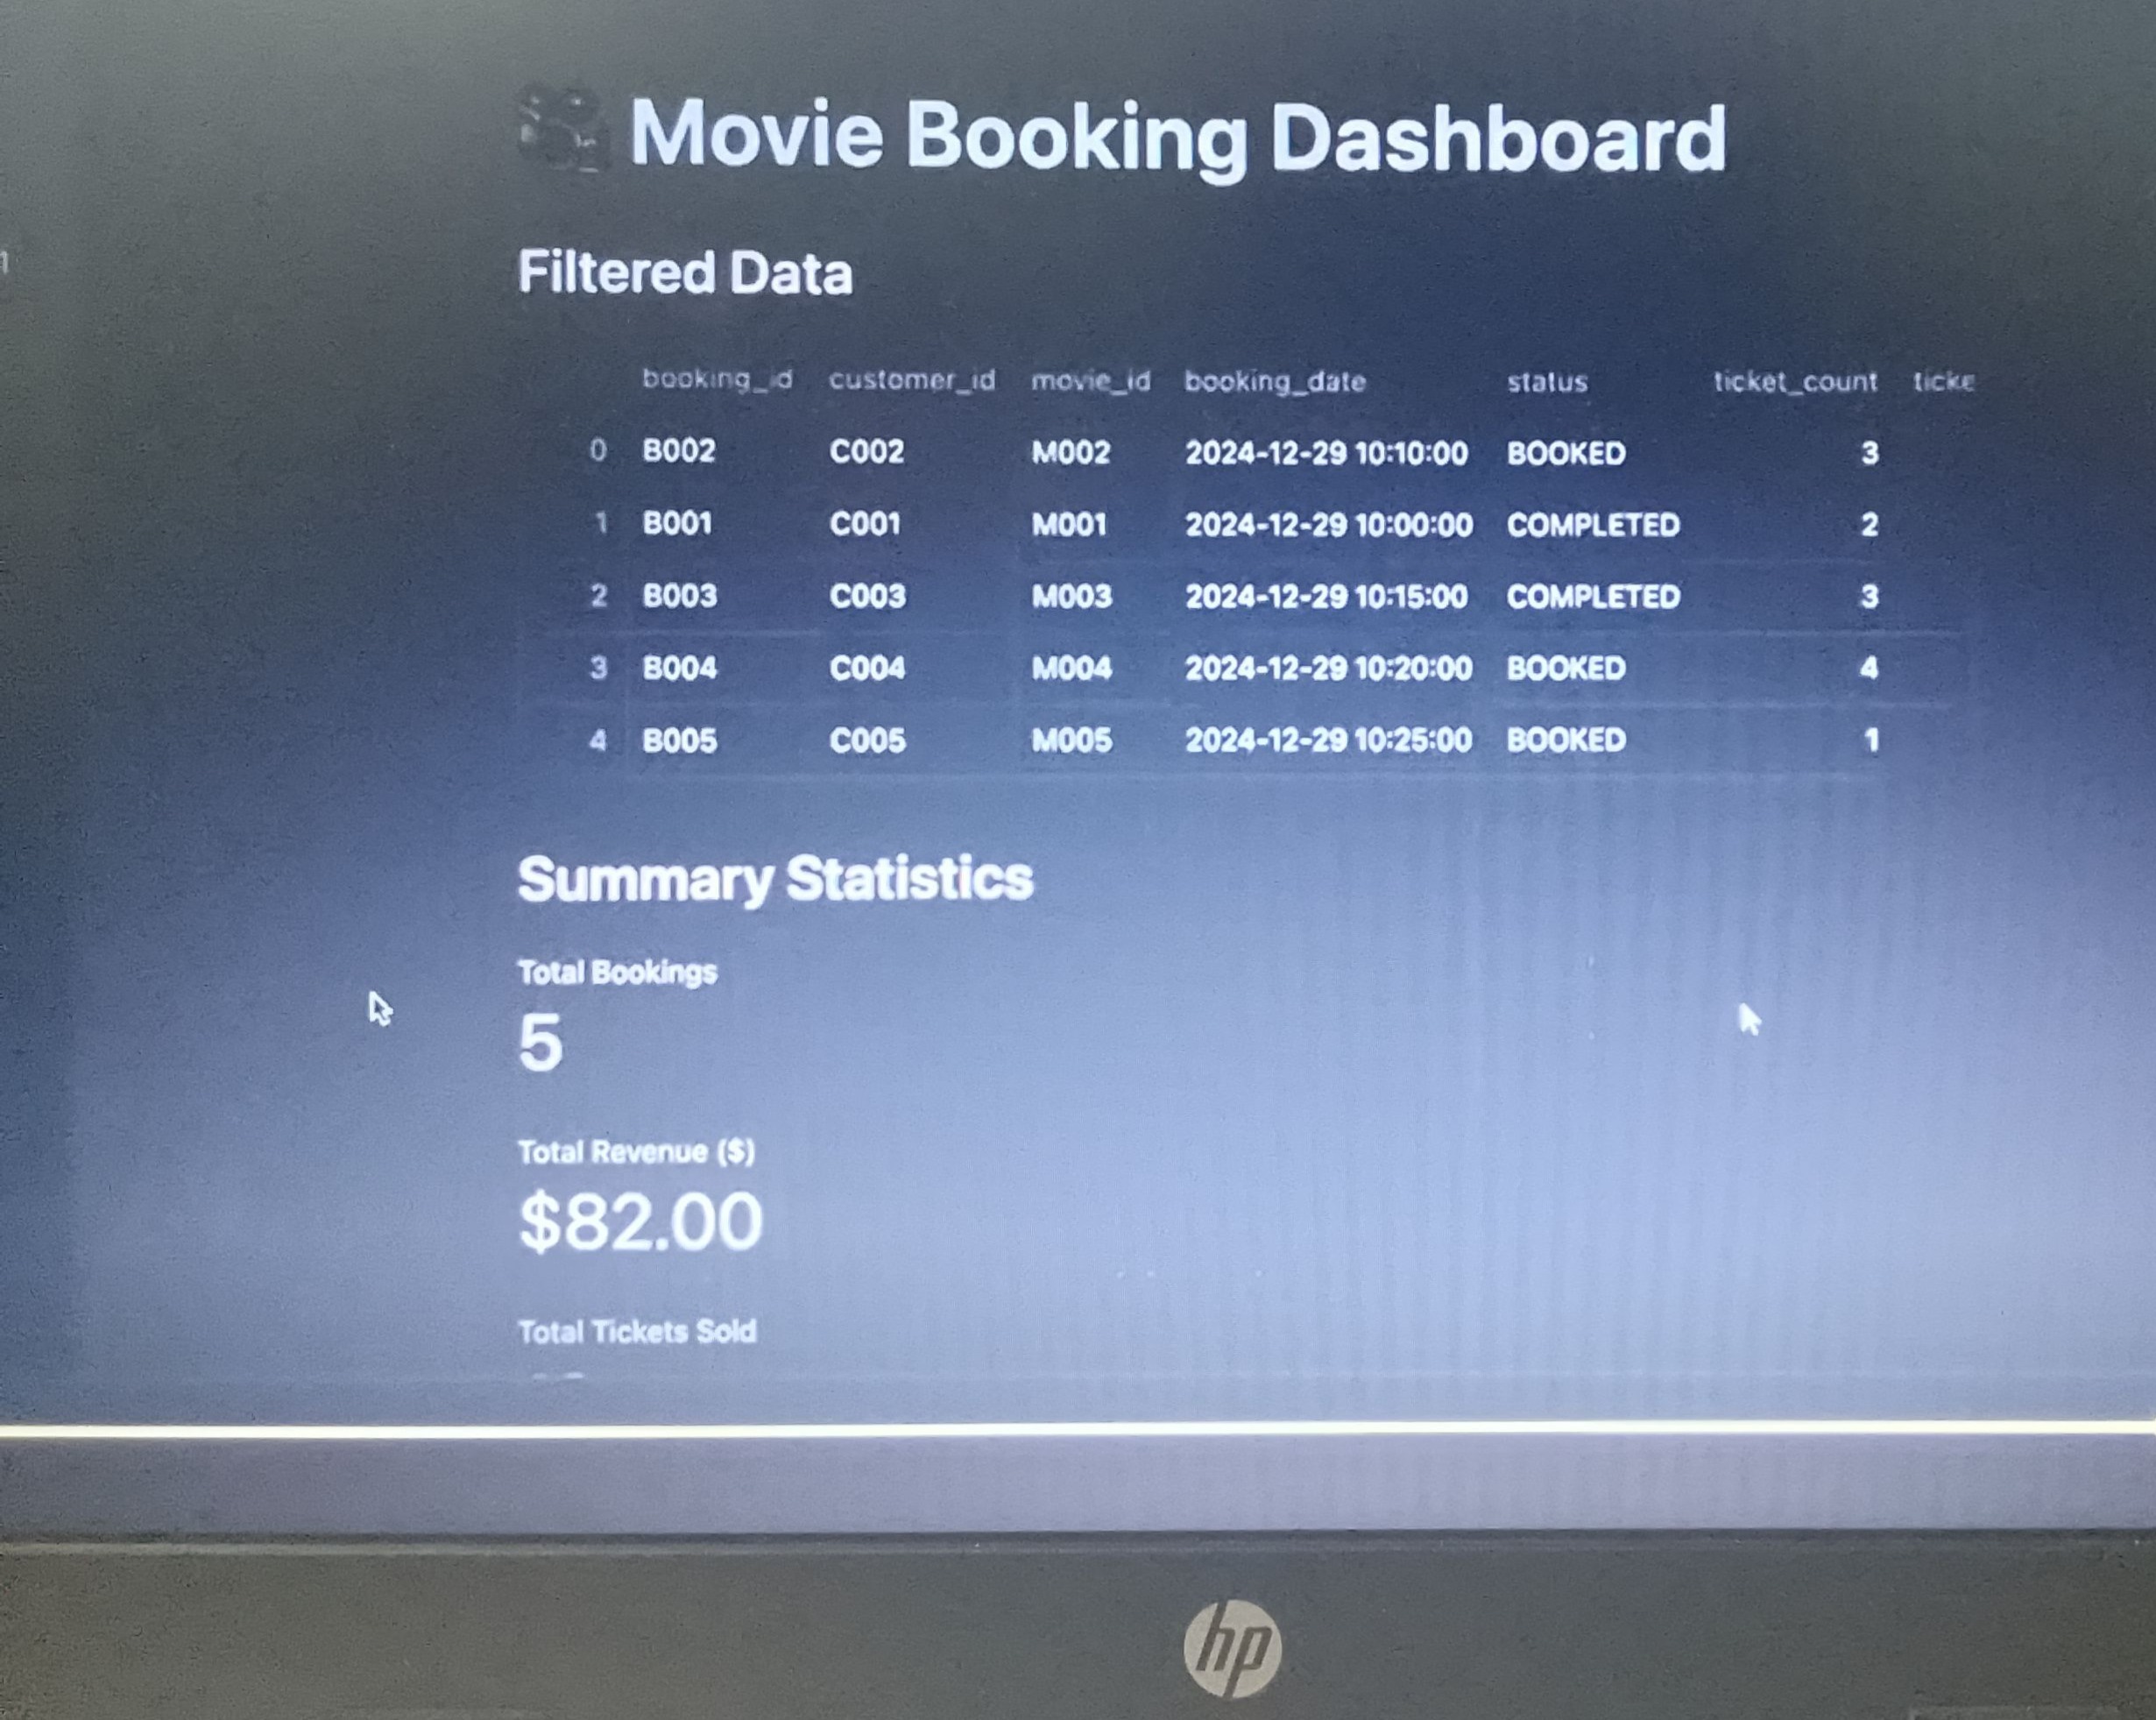 Movie Booking Dashboard
Filtered Data
booking_id customer_id movie_id booking_date status ticket_count ticke
0 B002 C002 M002 2024-12-29 10:10:00 BOOKED 3
1 B001 C001 M001 2024-12-29 10:00:00 COMPLETED 2
2 B003 C003 M003 2024-12-29 10:15:00 COMPLETED 3
3 B004 C004 M004 2024-12-29 10:20:00 BOOKED 4
4 B005 C005 M005 2024-12-29 10:25:00 BOOKED 1
Summary Statistics
Total Bookings
5
Total Revenue ($)
$82.00
Total Tickets Sold
hp